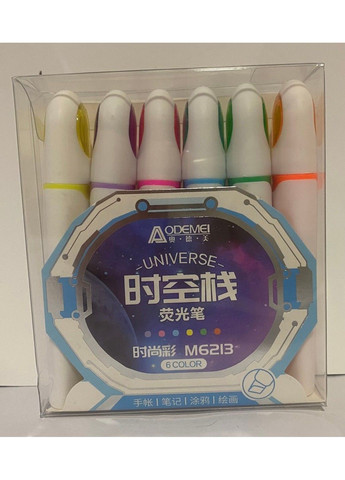 AODEMEI
奥·德·美
UNIVERSE
时空栈
荧光笔
时尚彩 M6213
6 COLOR
手帐 | 笔记 | 涂鸦 | 绘画